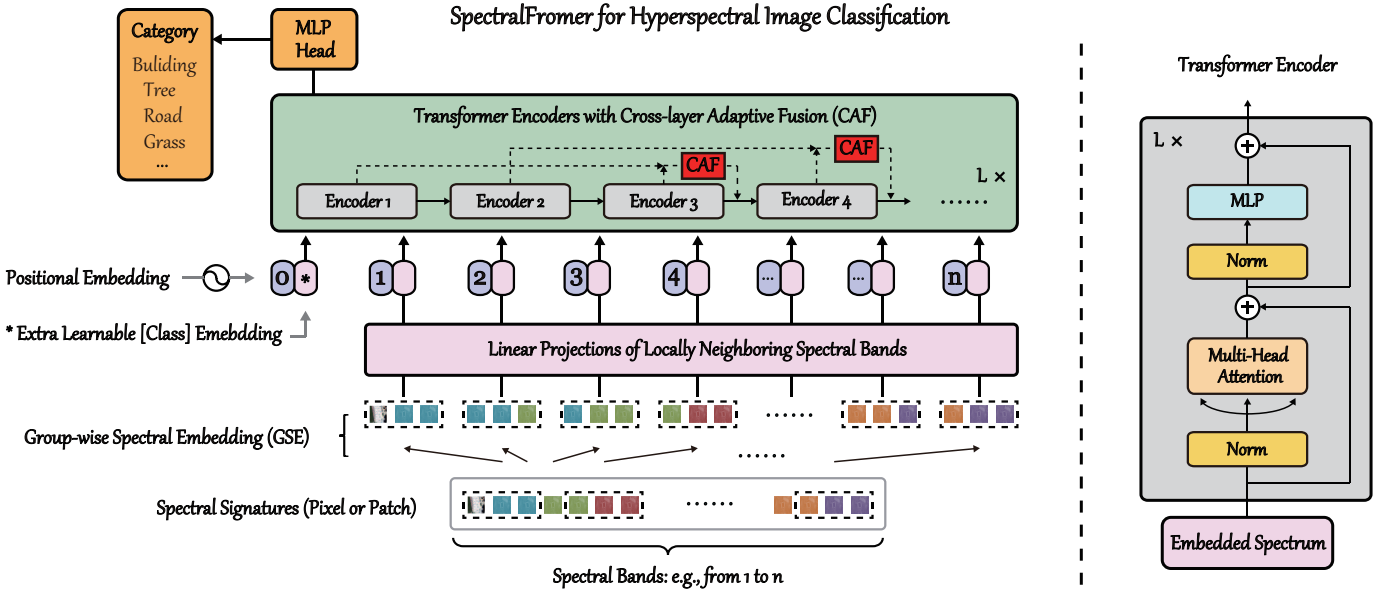 SpectralFromer for Hyperspectral Image Classification
Category
Buliding
Tree
Road
Grass
...
MLP
Head
Transformer Encoders with Cross-layer Adaptive Fusion (CAF)
CAF
CAF
L ×
Encoder 1
Encoder 2
Encoder 3
Encoder 4
......
Positional Embedding
0 *
1
2
3
4
...
...
n
* Extra Learnable [Class] Emebdding
Linear Projections of Locally Neighboring Spectral Bands
......
Group-wise Spectral Embedding (GSE)
......
Spectral Signatures (Pixel or Patch)
......
Spectral Bands: e.g., from 1 to n
Transformer Encoder
L ×
+
MLP
Norm
+
Multi-Head
Attention
Norm
Embedded Spectrum